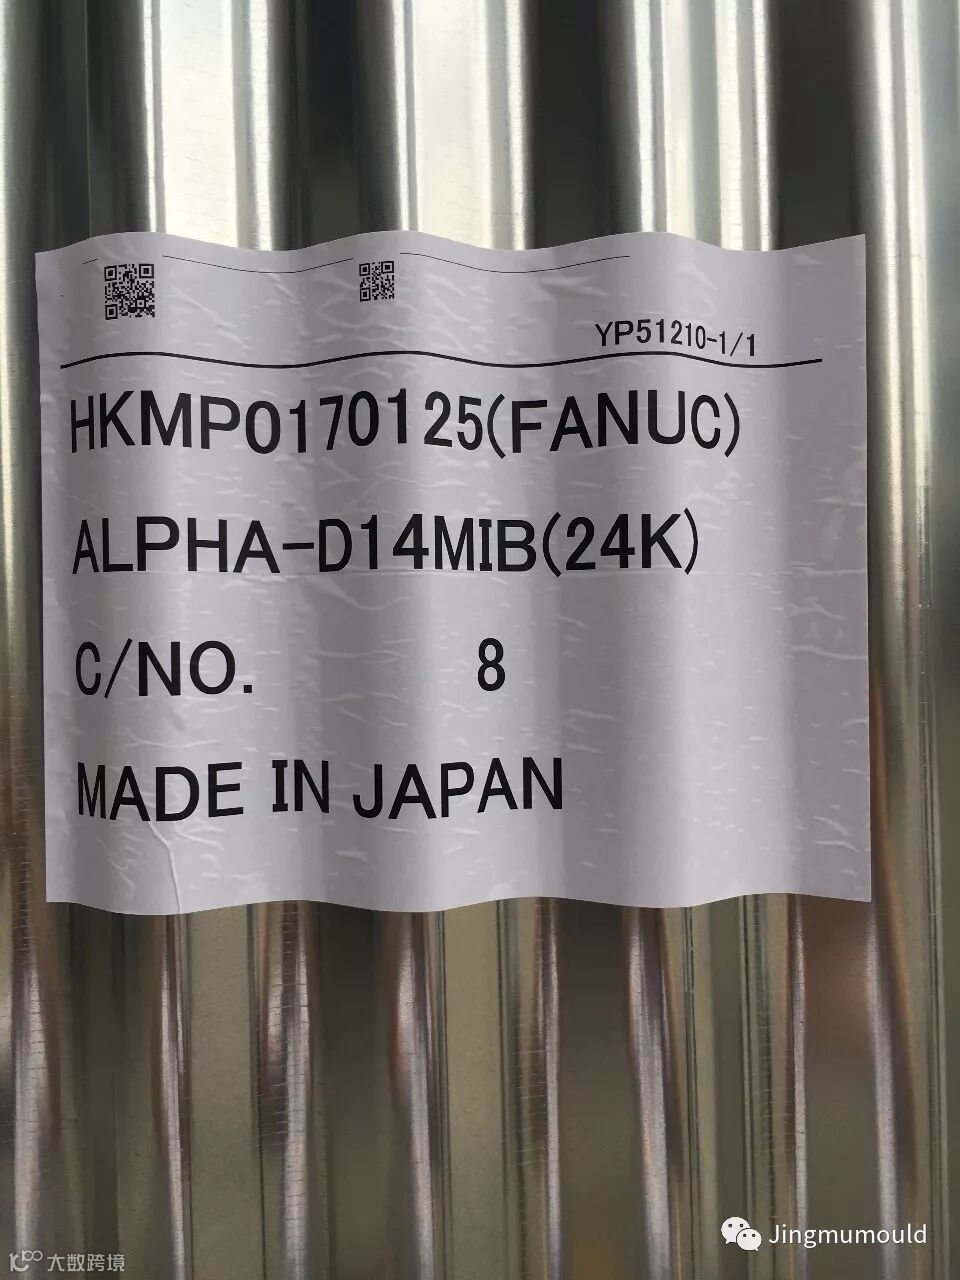 YP51210-1/1
HKMP0170125(FANUC)
ALPHA-D14MIB(24K)
C/NO. 8
MADE IN JAPAN
Jingmumould
大数跨境